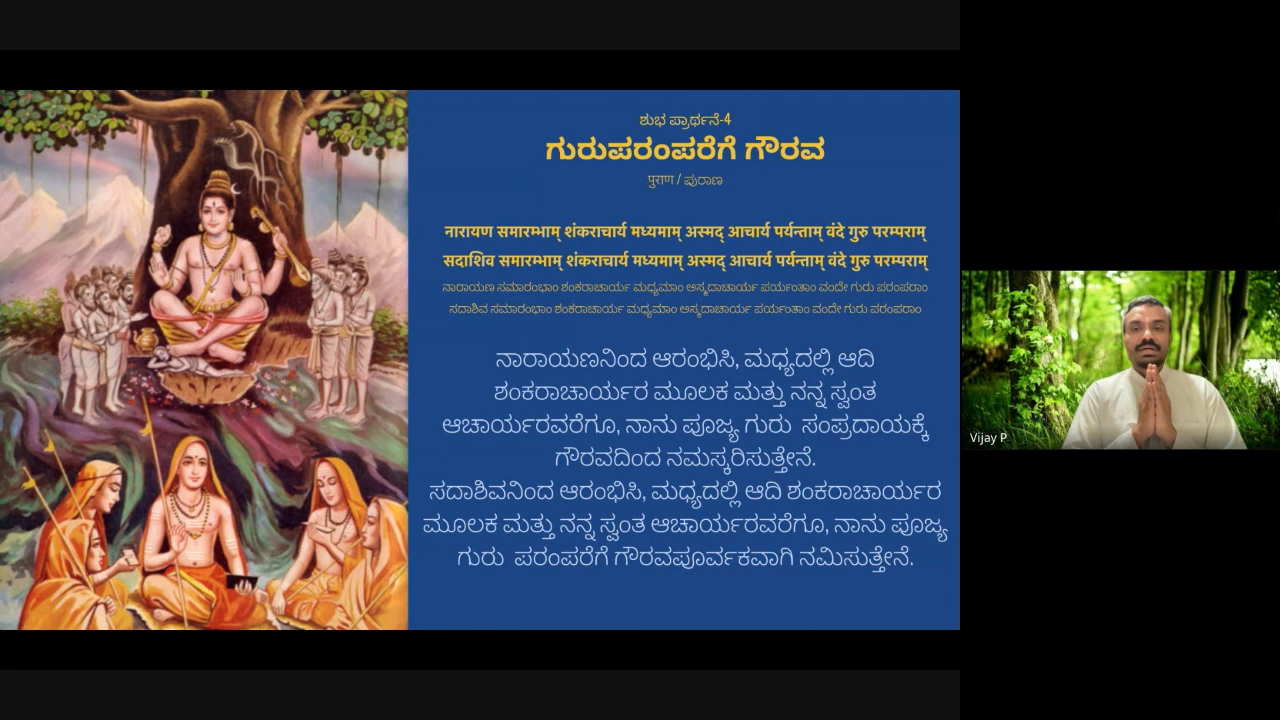 ಶುಭ ಪ್ರಾರ್ಥನೆ-4
ಗುರುಪರಂಪರೆಗೆ ಗೌರವ
पुराण / ಪುರಾಣ
नारायण समारम्भाम् शंकराचार्य मध्यमाम् अस्मद् आचार्य पर्यन्ताम् वंदे गुरु परम्पराम्
सदाशिव समारम्भाम् शंकराचार्य मध्यमाम् अस्मद् आचार्य पर्यन्ताम् वंदे गुरु परम्पराम्
ನಾರಾಯಣ ಸಮಾರಂಭಾಂ ಶಂಕರಾಚಾರ್ಯ ಮಧ್ಯಮಾಂ ಅಸ್ಮದಾಚಾರ್ಯ ಪರ್ಯಂತಾಂ ವಂದೇ ಗುರು ಪರಂಪರಾಂ
ಸದಾಶಿವ ಸಮಾರಂಭಾಂ ಶಂಕರಾಚಾರ್ಯ ಮಧ್ಯಮಾಂ ಅಸ್ಮದಾಚಾರ್ಯ ಪರ್ಯಂತಾಂ ವಂದೇ ಗುರು ಪರಂಪರಾಂ
ನಾರಾಯಣನಿಂದ ಆರಂಭಿಸಿ, ಮಧ್ಯದಲ್ಲಿ ಆದಿ
ಶಂಕರಾಚಾರ್ಯರ ಮೂಲಕ ಮತ್ತು ನನ್ನ ಸ್ವಂತ
ಆಚಾರ್ಯರವರೆಗೂ, ನಾನು ಪೂಜ್ಯ ಗುರು ಸಂಪ್ರದಾಯಕ್ಕೆ
ಗೌರವದಿಂದ ನಮಸ್ಕರಿಸುತ್ತೇನೆ.
ಸದಾಶಿವನಿಂದ ಆರಂಭಿಸಿ, ಮಧ್ಯದಲ್ಲಿ ಆದಿ ಶಂಕರಾಚಾರ್ಯರ
ಮೂಲಕ ಮತ್ತು ನನ್ನ ಸ್ವಂತ ಆಚಾರ್ಯರವರೆಗೂ, ನಾನು ಪೂಜ್ಯ
ಗುರು ಪರಂಪರೆಗೆ ಗೌರವಪೂರ್ವಕವಾಗಿ ನಮಿಸುತ್ತೇನೆ.
Vijay P